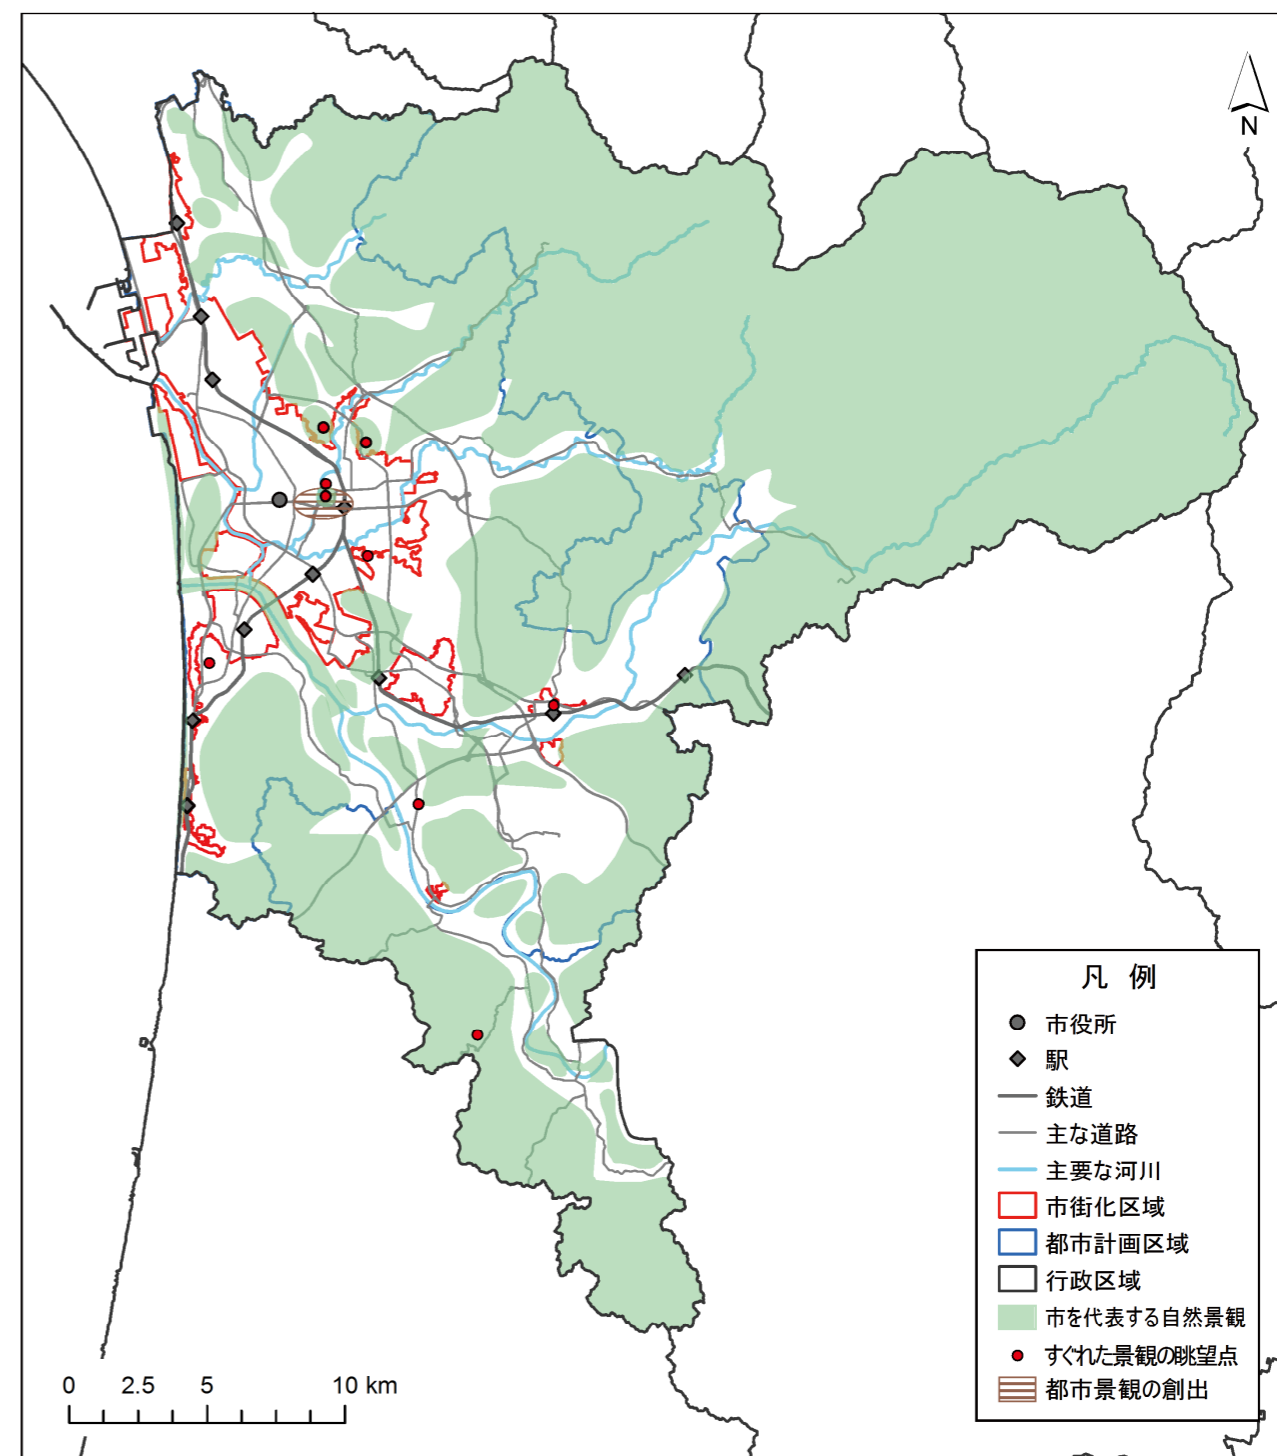 N
凡 例
市役所
駅
鉄道
主な道路
主要な河川
市街化区域
都市計画区域
行政区域
市を代表する自然景観
すぐれた景観の眺望点
都市景観の創出
0 2.5 5 10 km